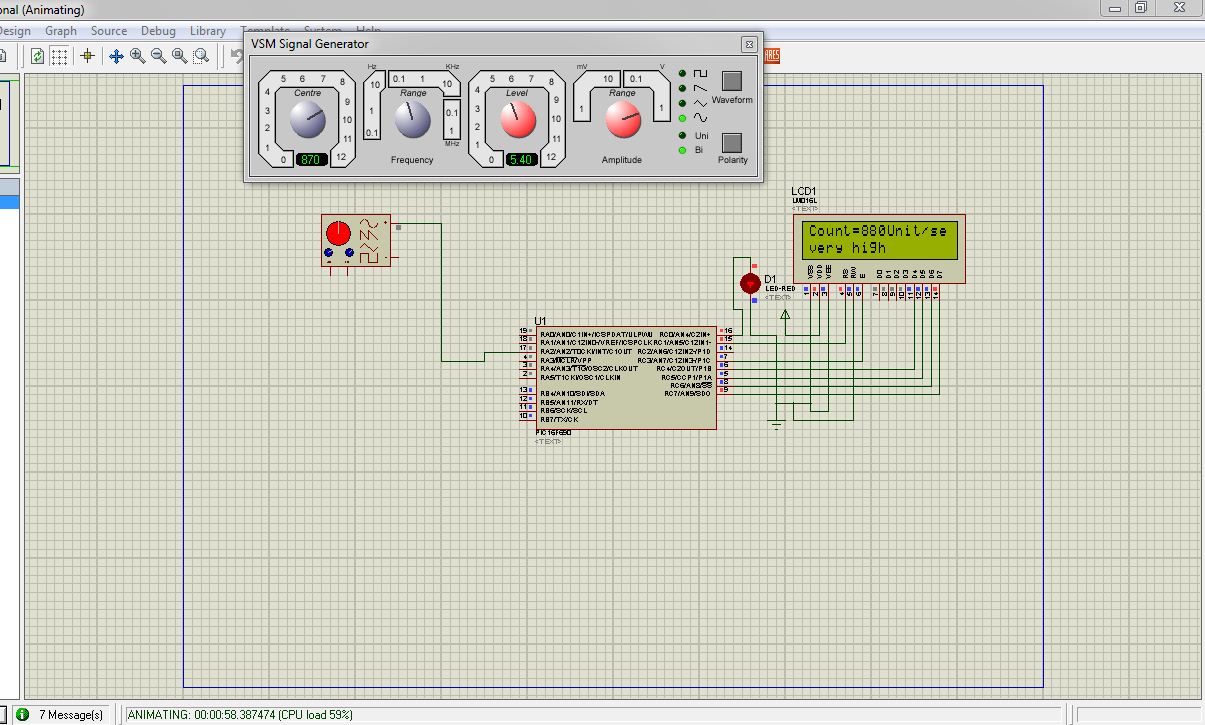 onal (Animating)
Design Graph Source Debug Library Template System Help
VSM Signal Generator
Centre
0 1 2 3 4 5 6 7 8 9 10 11 12
870
Hz KHz
Range
0.1 1 10 0.1 1 10 0.1 1
MHz
Frequency
Level
0 1 2 3 4 5 6 7 8 9 10 11 12
5.40
mV V
Range
1 10 0.1 1
Amplitude
Waveform
Uni
Bi
Polarity
ARES
LCD1
LM016L
<TEXT>
Count=880Unit/se
very high
VSS VDD VEE RS RW E D0 D1 D2 D3 D4 D5 D6 D7
1 2 3 4 5 6 7 8 9 10 11 12 13 14
D1
LED-RED
<TEXT>
U1
19 RA0/AN0/C1IN+/ICSPDAT/ULPWU RC0/AN4/C2IN+ 16
18 RA1/AN1/C12IN0-/VREF/ICSPCLK RC1/AN5/C12IN1- 15
17 RA2/AN2/T0CKI/INT/C1OUT RC2/AN6/C12IN2-/P1D 14
4 RA3/MCLR/VPP RC3/AN7/C12IN3-/P1C 7
3 RA4/AN3/T1G/OSC2/CLKOUT RC4/C2OUT/P1B 6
2 RA5/T1CKI/OSC1/CLKIN RC5/CCP1/P1A 5
RC6/AN8/SS 8
13 RB4/AN10/SDI/SDA RC7/AN9/SDO 9
12 RB5/AN11/RX/DT
11 RB6/SCK/SCL
10 RB7/TX/CK
PIC16F690
<TEXT>
7 Message(s) ANIMATING: 00:00:58.387474 (CPU load 59%)